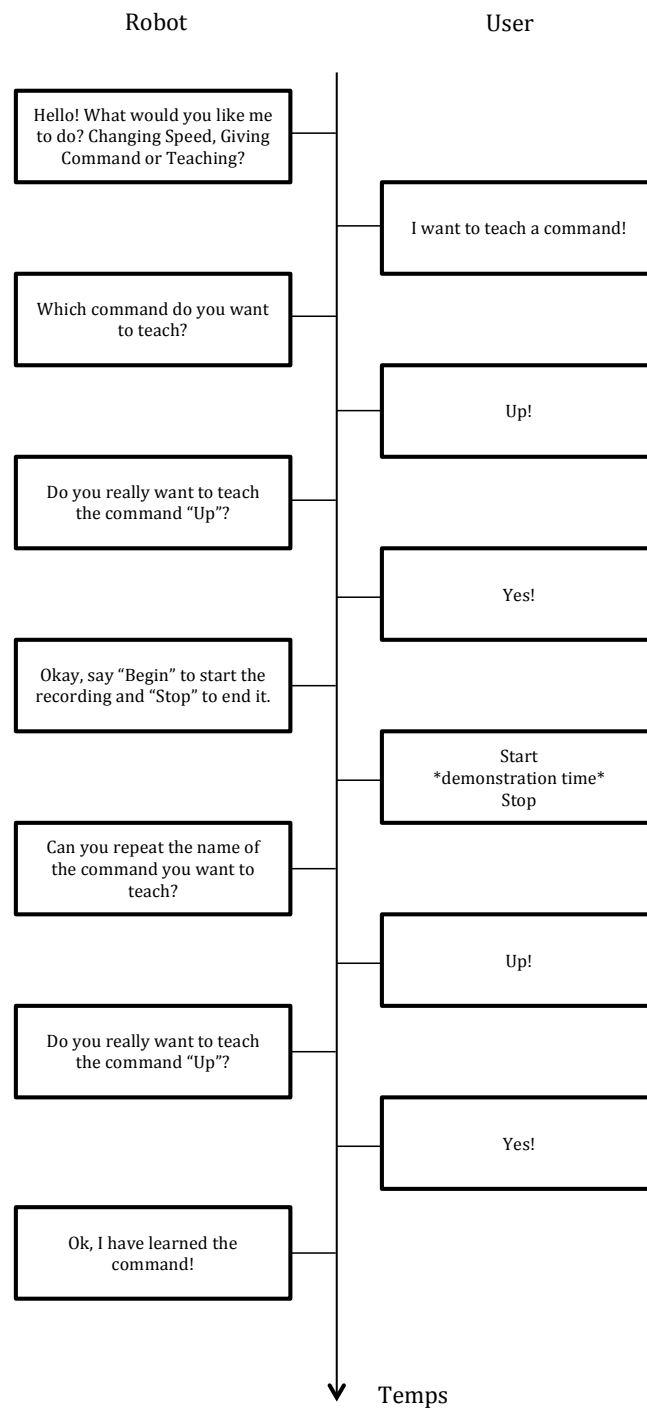 Robot
User
Hello! What would you like me
to do? Changing Speed, Giving
Command or Teaching?
I want to teach a command!
Which command do you want
to teach?
Up!
Do you really want to teach
the command “Up”?
Yes!
Okay, say “Begin” to start the
recording and “Stop” to end it.
Start
*demonstration time*
Stop
Can you repeat the name of
the command you want to
teach?
Up!
Do you really want to teach
the command “Up”?
Yes!
Ok, I have learned the
command!
Temps